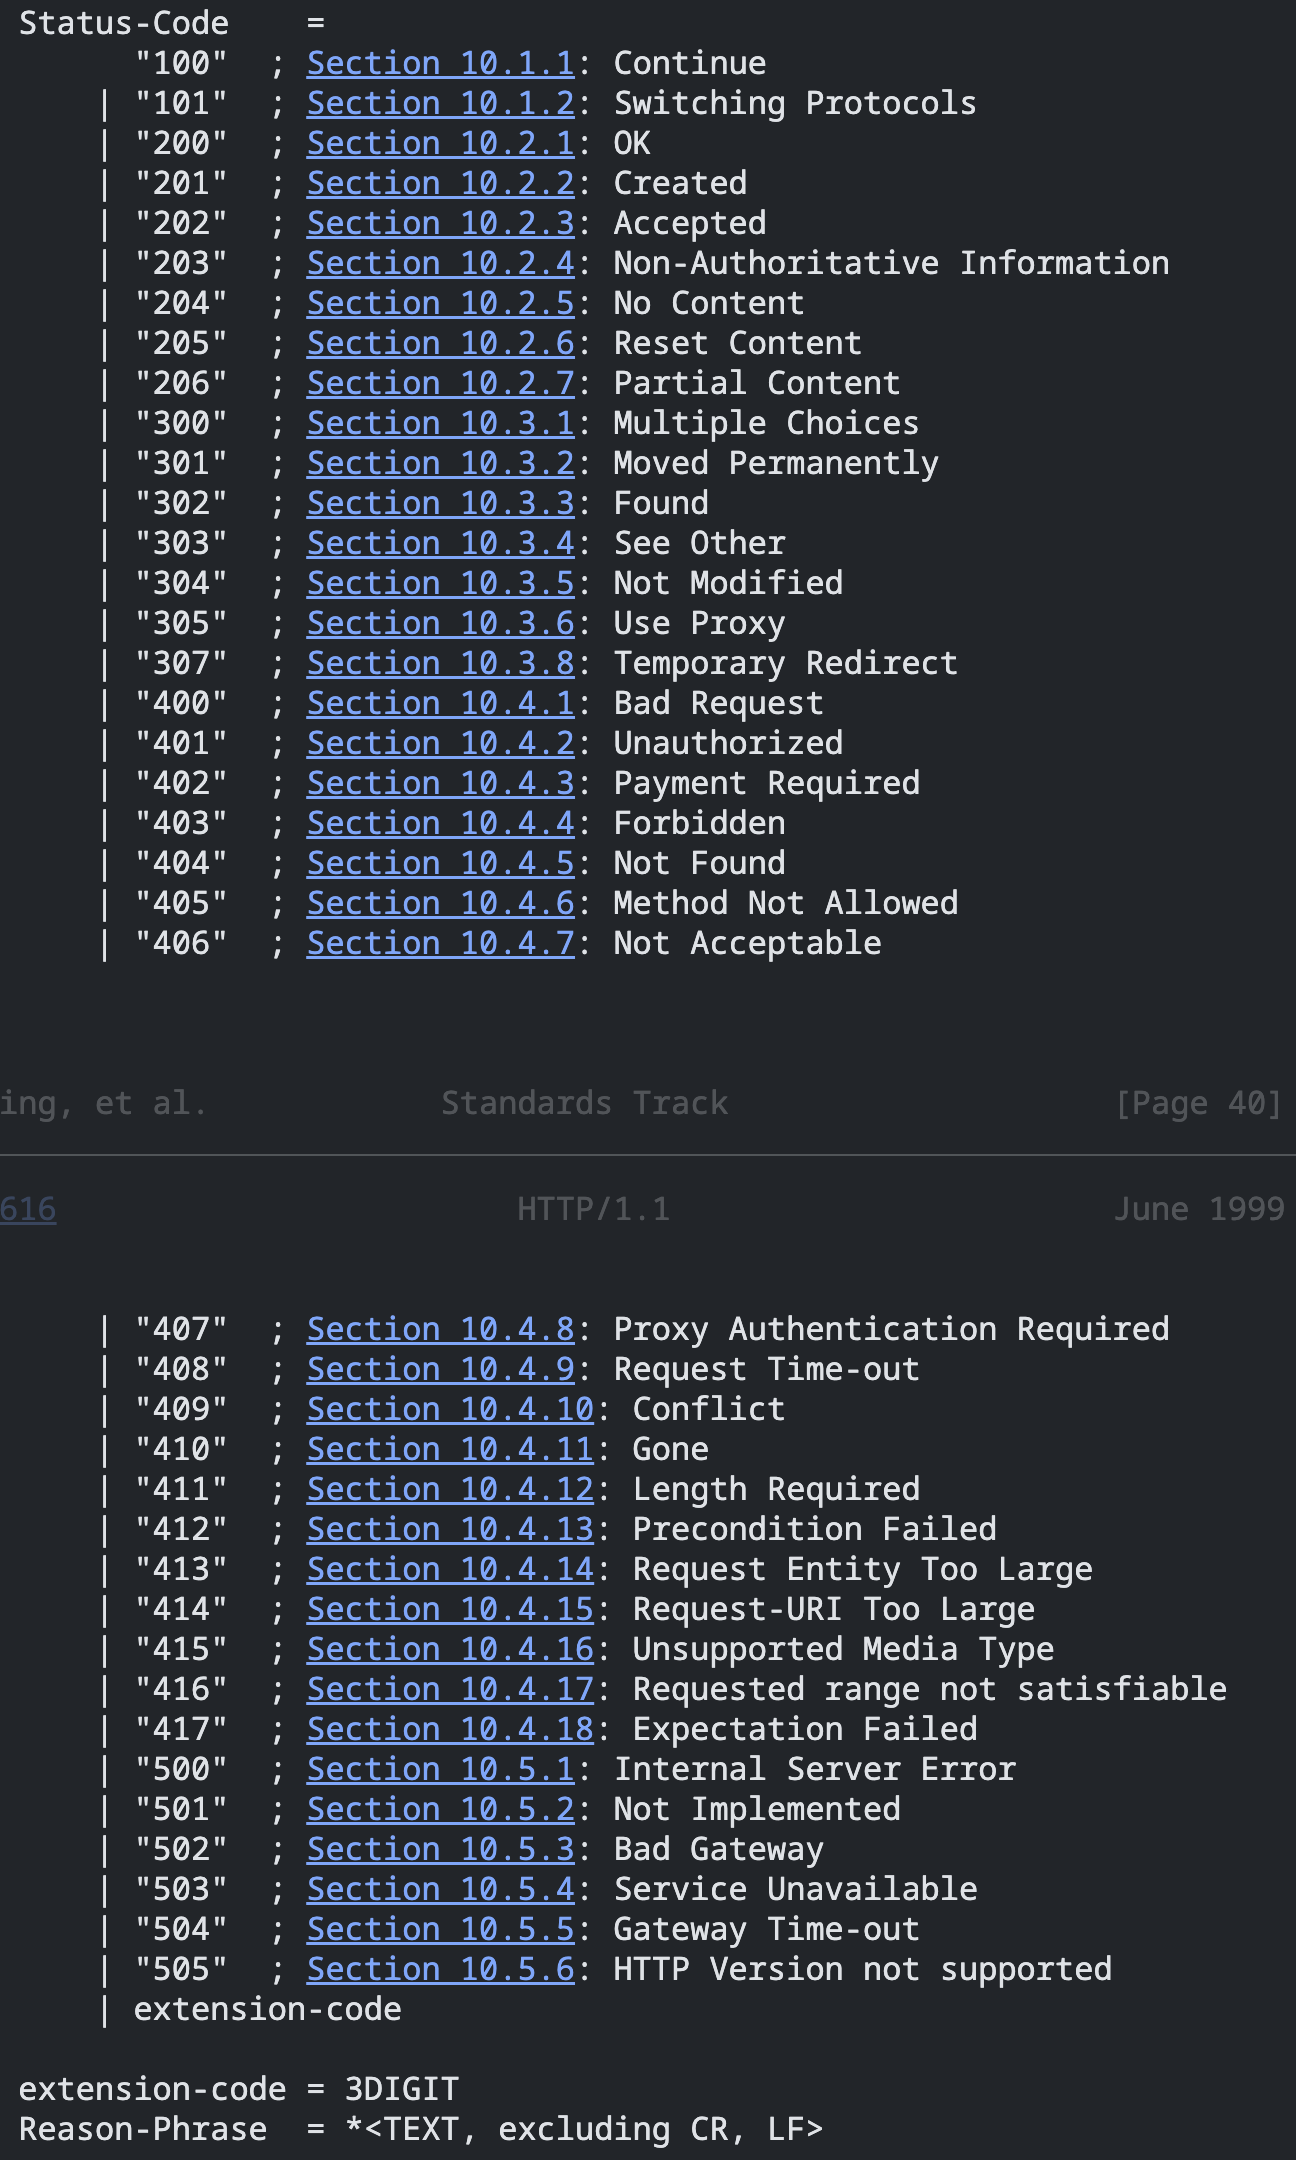 Status-Code    =
      "100"  ; Section 10.1.1: Continue
    | "101"  ; Section 10.1.2: Switching Protocols
    | "200"  ; Section 10.2.1: OK
    | "201"  ; Section 10.2.2: Created
    | "202"  ; Section 10.2.3: Accepted
    | "203"  ; Section 10.2.4: Non-Authoritative Information
    | "204"  ; Section 10.2.5: No Content
    | "205"  ; Section 10.2.6: Reset Content
    | "206"  ; Section 10.2.7: Partial Content
    | "300"  ; Section 10.3.1: Multiple Choices
    | "301"  ; Section 10.3.2: Moved Permanently
    | "302"  ; Section 10.3.3: Found
    | "303"  ; Section 10.3.4: See Other
    | "304"  ; Section 10.3.5: Not Modified
    | "305"  ; Section 10.3.6: Use Proxy
    | "307"  ; Section 10.3.8: Temporary Redirect
    | "400"  ; Section 10.4.1: Bad Request
    | "401"  ; Section 10.4.2: Unauthorized
    | "402"  ; Section 10.4.3: Payment Required
    | "403"  ; Section 10.4.4: Forbidden
    | "404"  ; Section 10.4.5: Not Found
    | "405"  ; Section 10.4.6: Method Not Allowed
    | "406"  ; Section 10.4.7: Not Acceptable
ing, et al.            Standards Track                    [Page 40]
616                        HTTP/1.1                       June 1999
    | "407"  ; Section 10.4.8: Proxy Authentication Required
    | "408"  ; Section 10.4.9: Request Time-out
    | "409"  ; Section 10.4.10: Conflict
    | "410"  ; Section 10.4.11: Gone
    | "411"  ; Section 10.4.12: Length Required
    | "412"  ; Section 10.4.13: Precondition Failed
    | "413"  ; Section 10.4.14: Request Entity Too Large
    | "414"  ; Section 10.4.15: Request-URI Too Large
    | "415"  ; Section 10.4.16: Unsupported Media Type
    | "416"  ; Section 10.4.17: Requested range not satisfiable
    | "417"  ; Section 10.4.18: Expectation Failed
    | "500"  ; Section 10.5.1: Internal Server Error
    | "501"  ; Section 10.5.2: Not Implemented
    | "502"  ; Section 10.5.3: Bad Gateway
    | "503"  ; Section 10.5.4: Service Unavailable
    | "504"  ; Section 10.5.5: Gateway Time-out
    | "505"  ; Section 10.5.6: HTTP Version not supported
    | extension-code
extension-code = 3DIGIT
Reason-Phrase  = *<TEXT, excluding CR, LF>